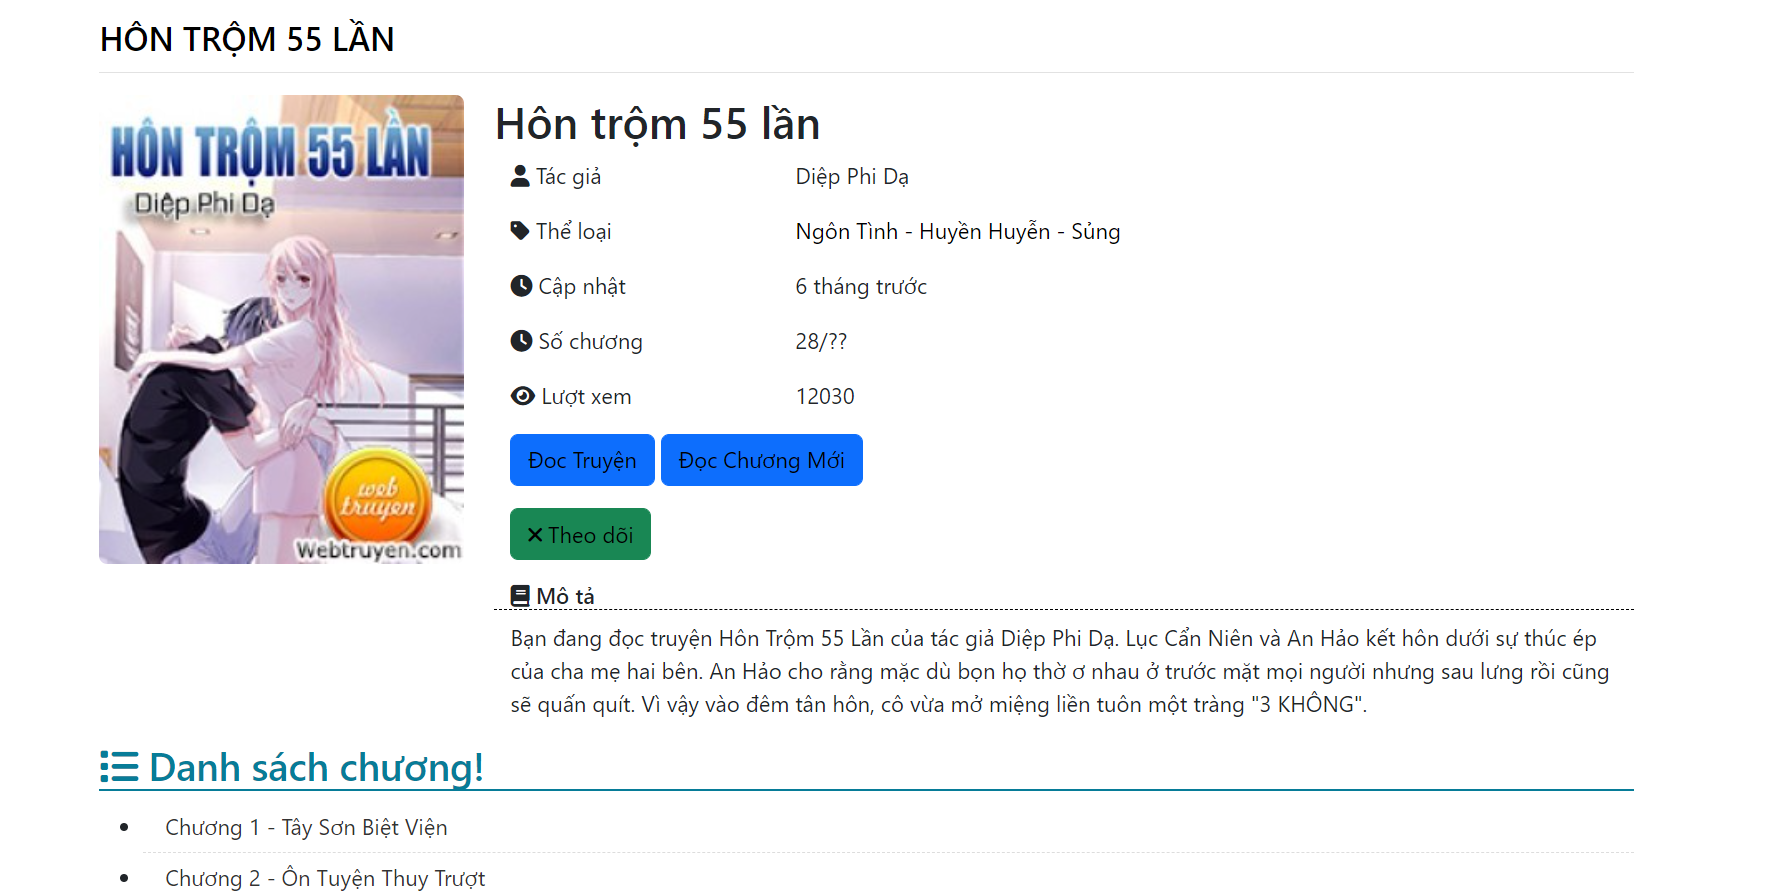 HÔN TRỘM 55 LẦN
HÔN TRỘM 55 LẦN
Diệp Phi Dạ
web
truyen
Webtruyen.com
Hôn trộm 55 lần
Tác giả Diệp Phi Dạ
Thể loại Ngôn Tình - Huyền Huyễn - Sủng
Cập nhật 6 tháng trước
Số chương 28/??
Lượt xem 12030
Đoc Truyện Đọc Chương Mới
Theo dõi
Mô tả
Bạn đang đọc truyện Hôn Trộm 55 Lần của tác giả Diệp Phi Dạ. Lục Cẩn Niên và An Hảo kết hôn dưới sự thúc ép
của cha mẹ hai bên. An Hảo cho rằng mặc dù bọn họ thờ ơ nhau ở trước mặt mọi người nhưng sau lưng rồi cũng
sẽ quấn quít. Vì vậy vào đêm tân hôn, cô vừa mở miệng liền tuôn một tràng "3 KHÔNG".
Danh sách chương!
Chương 1 - Tây Sơn Biệt Viện
Chương 2 - Ôn Tuyện Thuy Trượt